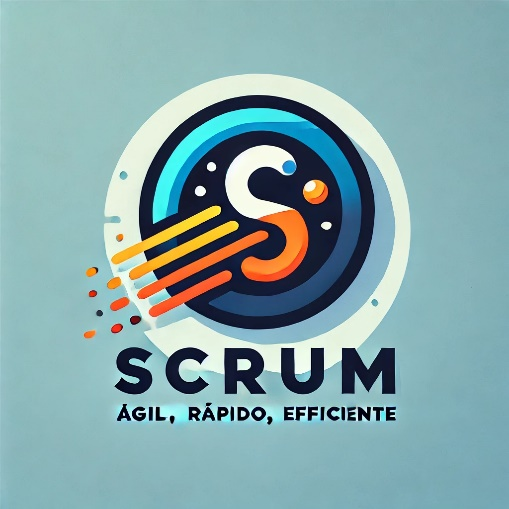 S
SCRUM
ÁGIL, RÁPIDO, EFFICIENTE